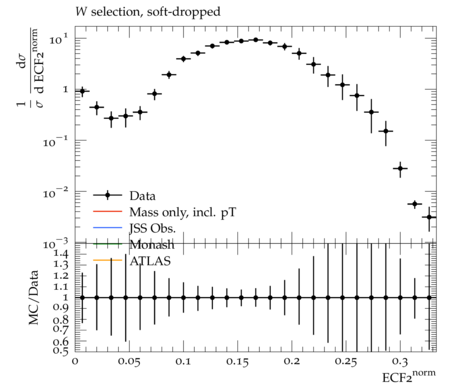 W selection, soft-dropped
1/σ dσ/d ECF2^norm
10^1
1
10^−1
10^−2
10^−3
Data
Mass only, incl. pT
JSS Obs.
Monash
ATLAS
MC/Data
1.4
1.3
1.2
1.1
1
0.9
0.8
0.7
0.6
0.5
0 0.05 0.1 0.15 0.2 0.25 0.3
ECF2^norm